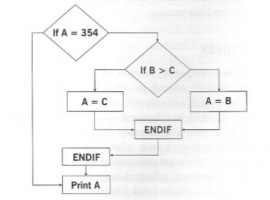 If A = 354
If B > C
A = C
A = B
ENDIF
ENDIF
Print A